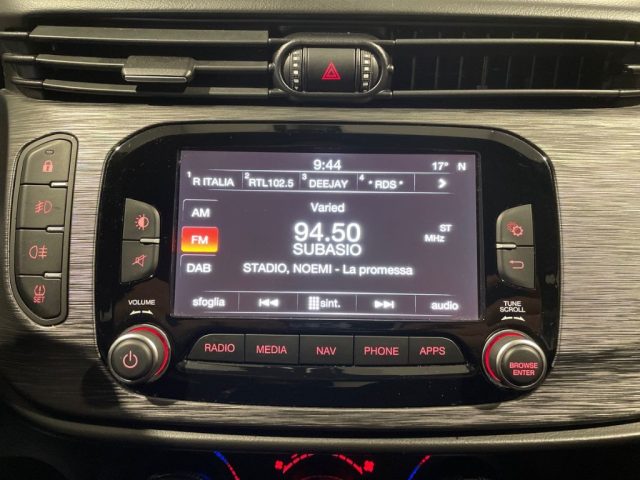 9:44 17° N
1 R ITALIA 2 RTL102.5 3 DEEJAY 4 * RDS *
Varied
AM
94.50 ST
MHz
FM
SUBASIO
DAB
STADIO, NOEMI - La promessa
sfoglia sint. audio
VOLUME
TUNE
SCROLL
RADIO MEDIA NAV PHONE APPS
BROWSE
ENTER
SET